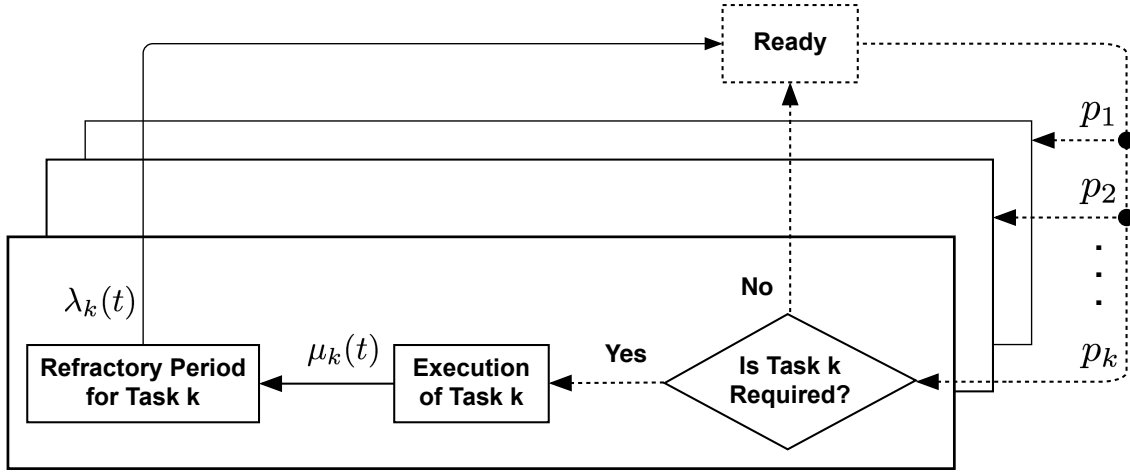 Ready
p_1
p_2
.
.
.
No
λ_k(t)
μ_k(t)
Yes
p_k
Refractory Period
for Task k
Execution
of Task k
Is Task k
Required?